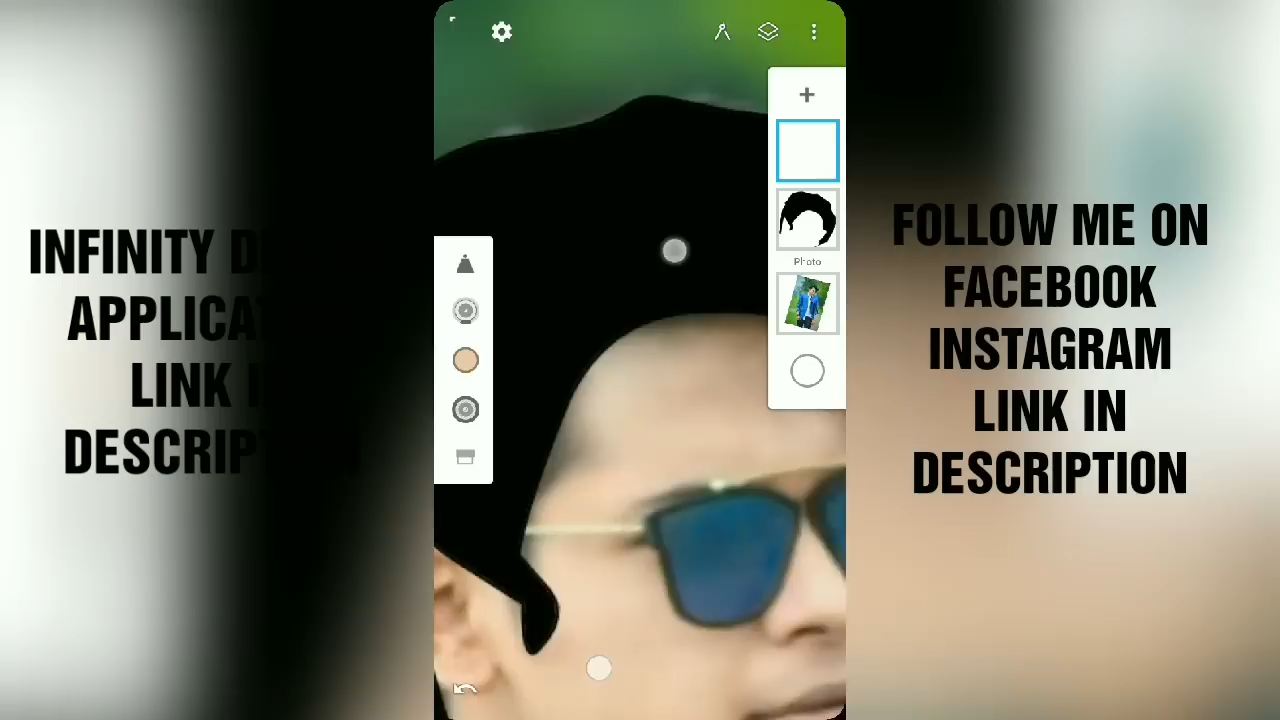 INFINITY D
APPLICA
LINK I
DESCRIP
Photo
FOLLOW ME ON
FACEBOOK
INSTAGRAM
LINK IN
DESCRIPTION